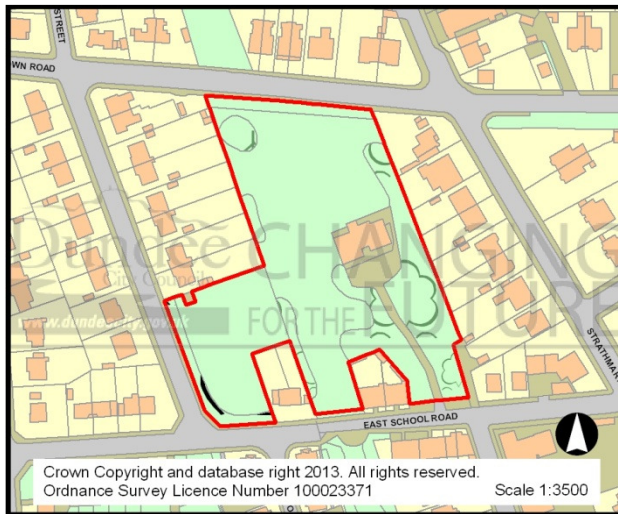 STREET
WN ROAD
Dundee
City Council
CHANGING
FOR THE FUTURE
www.dundeecity.gov.uk
STRATHMAR
EAST SCHOOL ROAD
Crown Copyright and database right 2013. All rights reserved.
Ordnance Survey Licence Number 100023371
Scale 1:3500